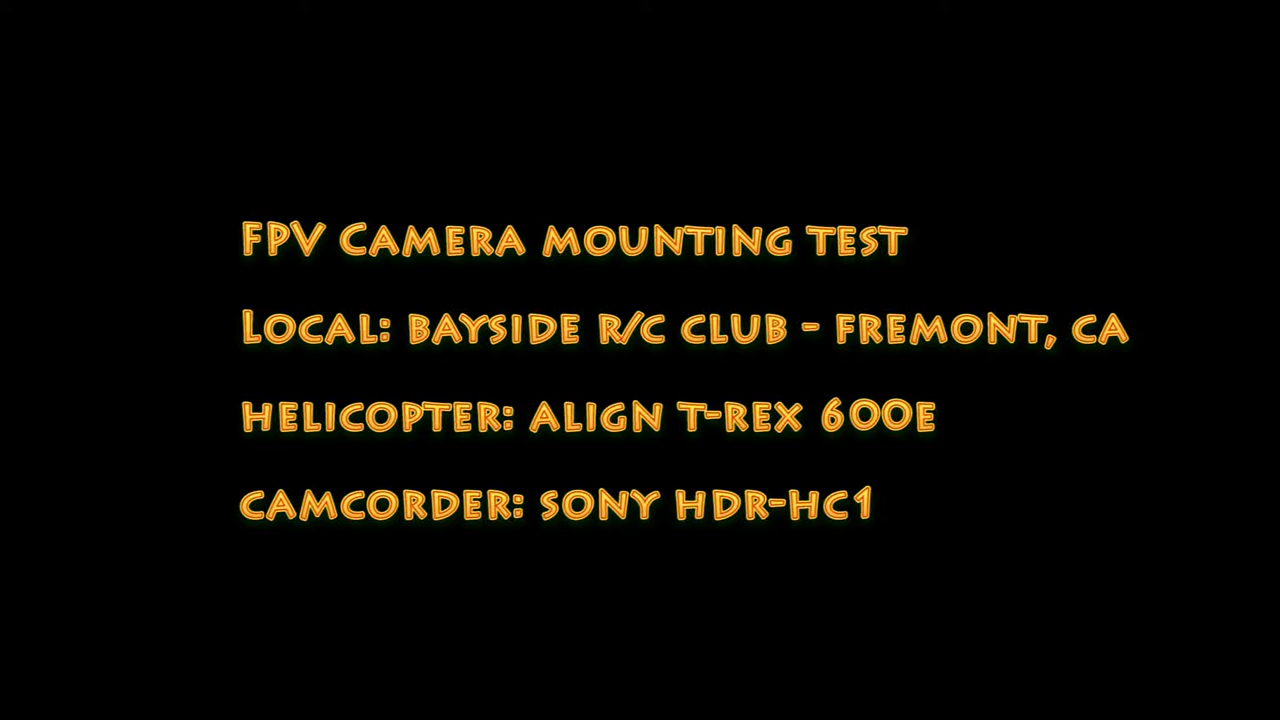 FPV CAMERA MOUNTING TEST
LOCAL: BAYSIDE R/C CLUB - FREMONT, CA
HELICOPTER: ALIGN T-REX 600E
CAMCORDER: SONY HDR-HC1